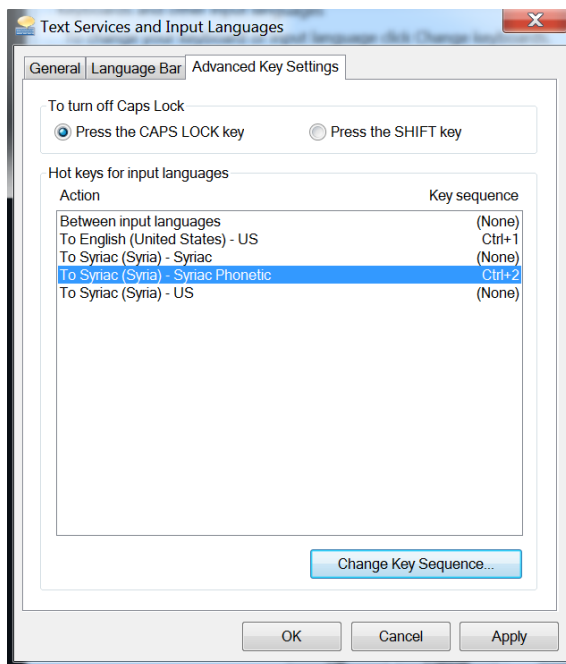 Text Services and Input Languages
General Language Bar Advanced Key Settings
To turn off Caps Lock
Press the CAPS LOCK key Press the SHIFT key
Hot keys for input languages
Action Key sequence
Between input languages (None)
To English (United States) - US Ctrl+1
To Syriac (Syria) - Syriac (None)
To Syriac (Syria) - Syriac Phonetic Ctrl+2
To Syriac (Syria) - US (None)
Change Key Sequence...
OK Cancel Apply